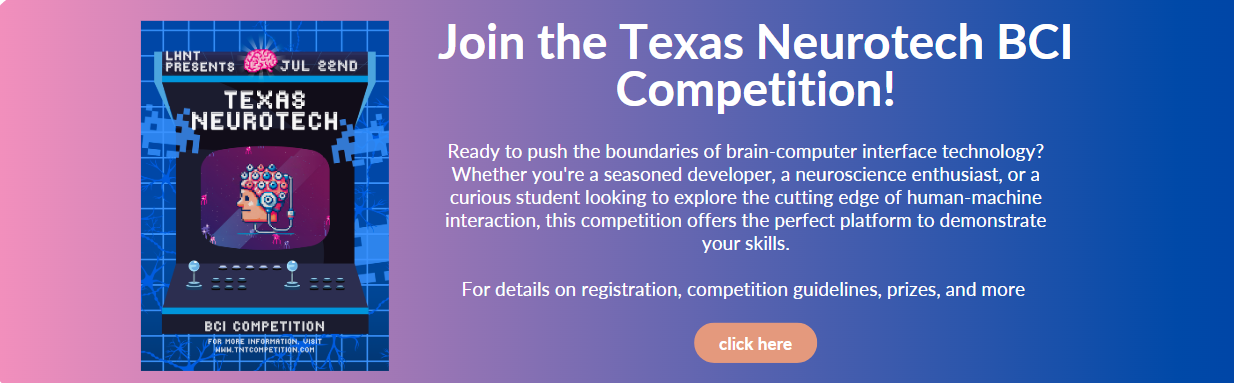 LHNT
PRESENTS
JUL 22ND
TEXAS
NEUROTECH
BCI COMPETITION
FOR MORE INFORMATION, VISIT
WWW.TNTCOMPETITION.COM
Join the Texas Neurotech BCI
Competition!
Ready to push the boundaries of brain-computer interface technology?
Whether you're a seasoned developer, a neuroscience enthusiast, or a
curious student looking to explore the cutting edge of human-machine
interaction, this competition offers the perfect platform to demonstrate
your skills.
For details on registration, competition guidelines, prizes, and more
click here